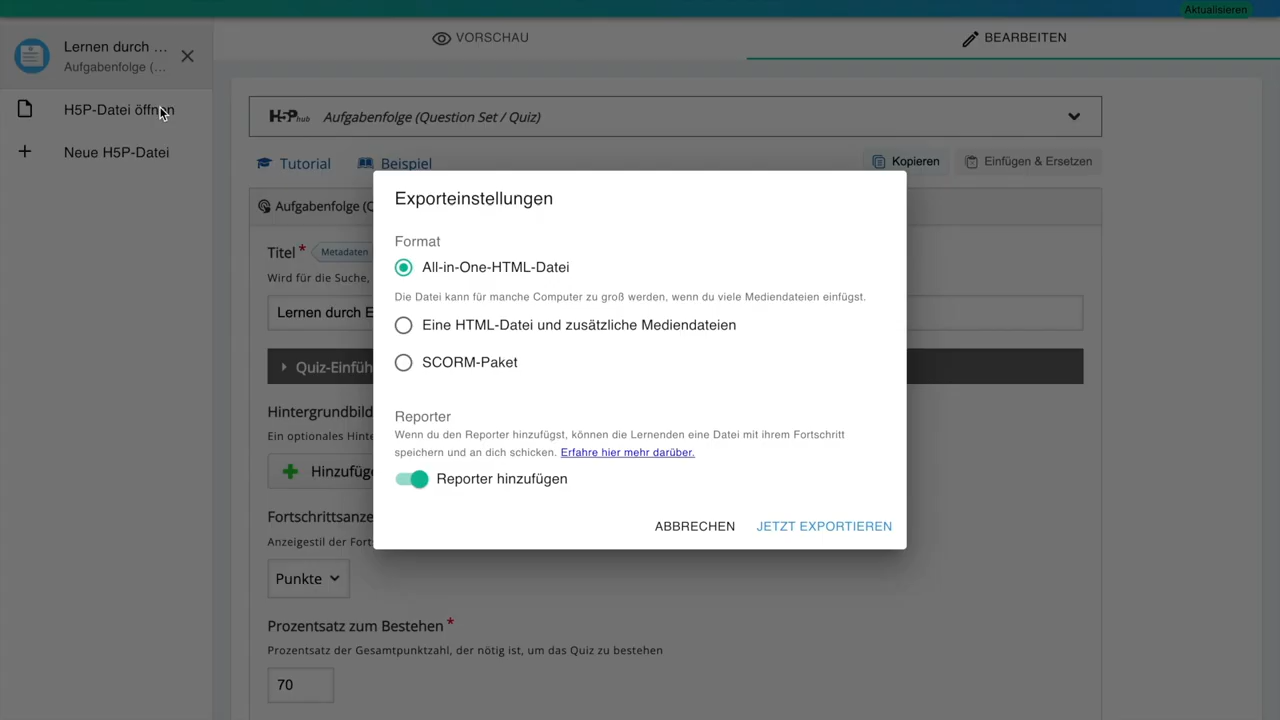 Aktualisieren
Lernen durch ...
Aufgabenfolge (...
H5P-Datei öffnen
Neue H5P-Datei
VORSCHAU
BEARBEITEN
H5P hub Aufgabenfolge (Question Set / Quiz)
Tutorial
Beispiel
Kopieren
Einfügen & Ersetzen
Aufgabenfolge (Q
Titel *
Metadaten
Wird für die Suche,
Lernen durch E
Quiz-Einfüh
Hintergrundbild
Ein optionales Hinte
Hinzufüge
Fortschrittsanze
Anzeigestil der Fort
Punkte
Prozentsatz zum Bestehen *
Prozentsatz der Gesamtpunktzahl, der nötig ist, um das Quiz zu bestehen
70
Exporteinstellungen
Format
All-in-One-HTML-Datei
Die Datei kann für manche Computer zu groß werden, wenn du viele Mediendateien einfügst.
Eine HTML-Datei und zusätzliche Mediendateien
SCORM-Paket
Reporter
Wenn du den Reporter hinzufügst, können die Lernenden eine Datei mit ihrem Fortschritt
speichern und an dich schicken. Erfahre hier mehr darüber.
Reporter hinzufügen
ABBRECHEN
JETZT EXPORTIEREN